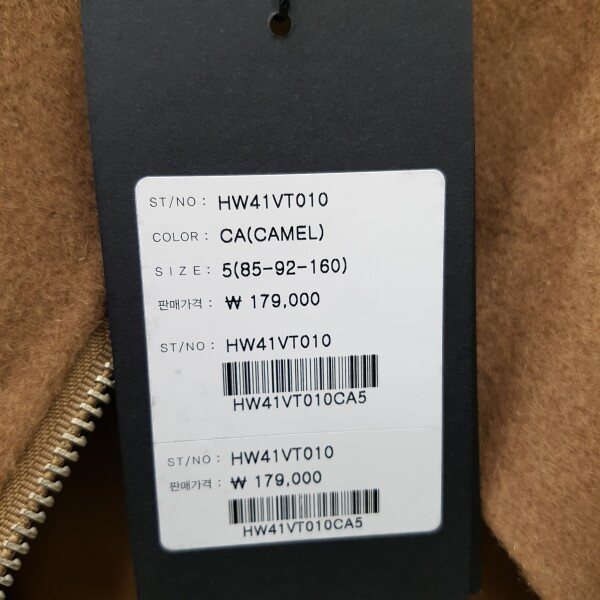 ST/NO : HW41VT010
COLOR : CA(CAMEL)
SIZE : 5(85-92-160)
판매가격 : ₩ 179,000
ST/NO : HW41VT010
HW41VT010CA5
ST/NO : HW41VT010
판매가격 : ₩ 179,000
HW41VT010CA5